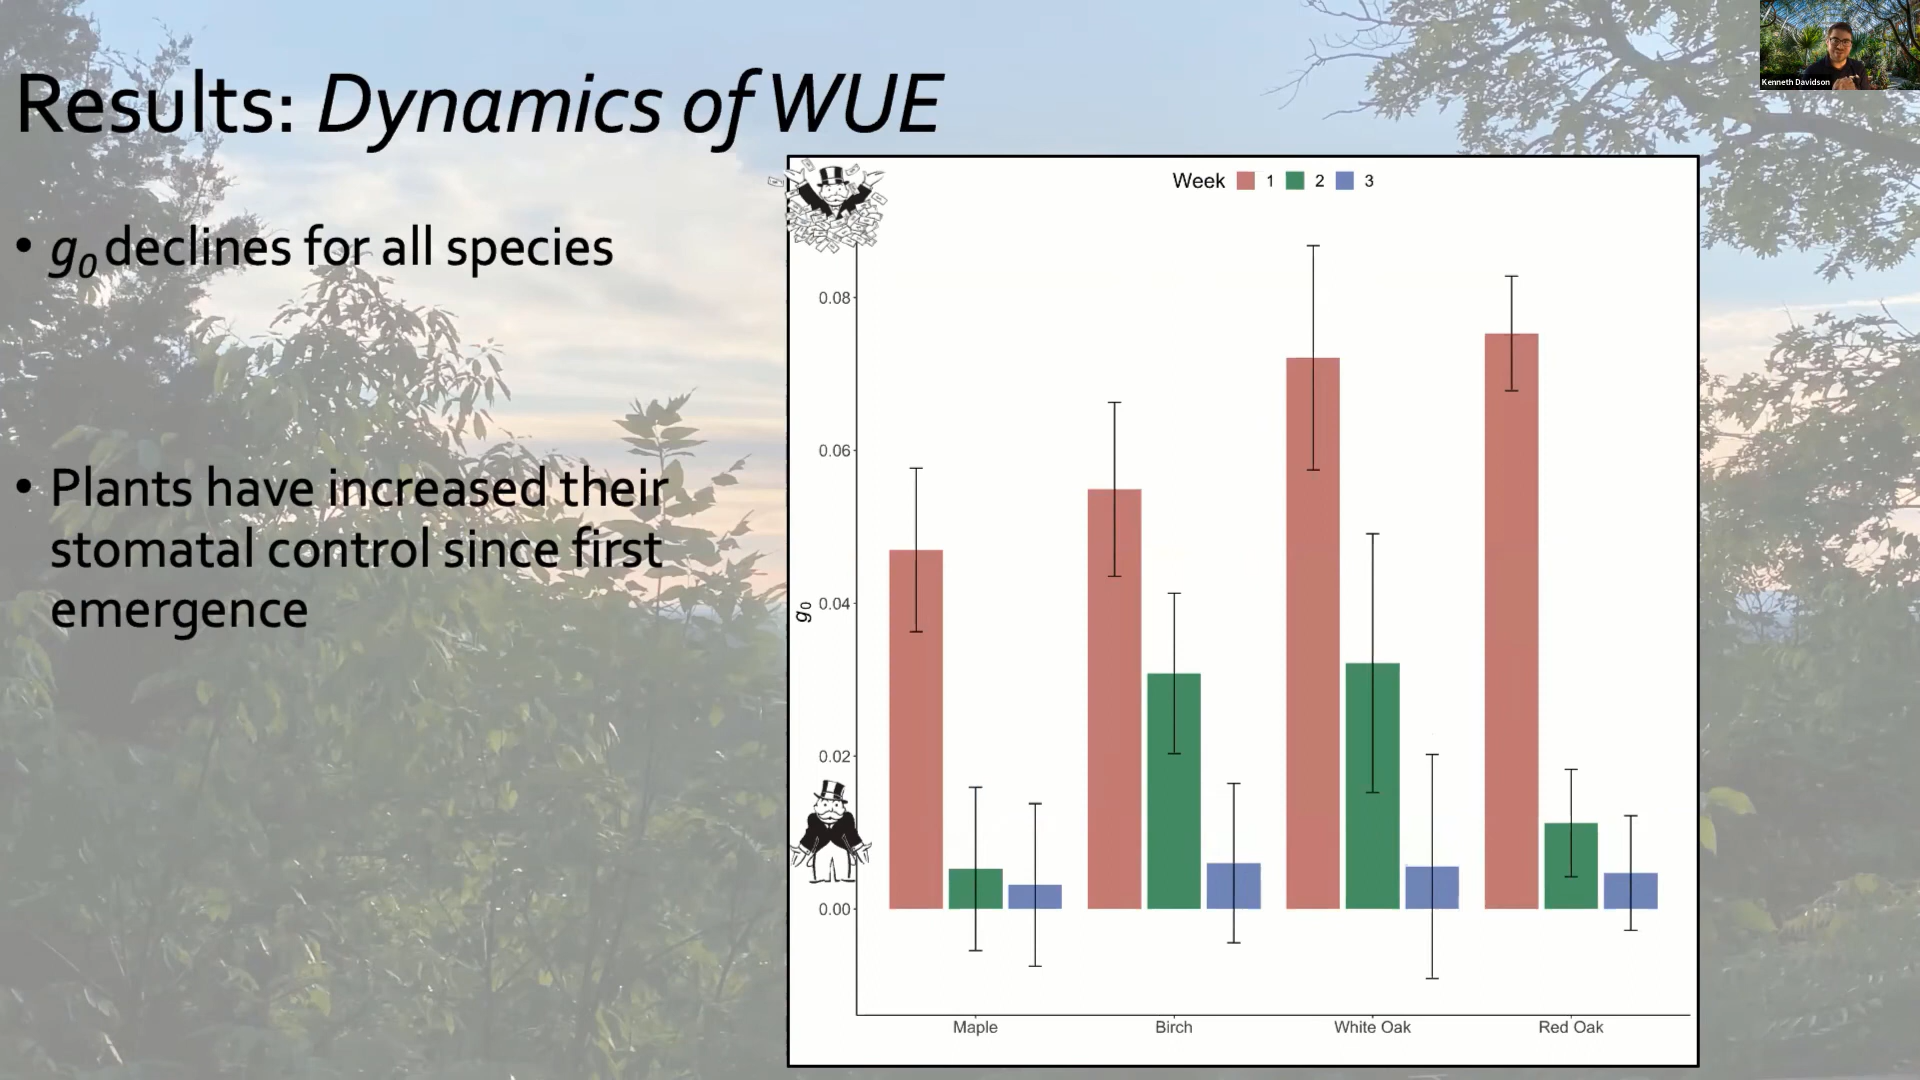 Results: Dynamics of WUE
Kenneth Davidson
• g0 declines for all species
• Plants have increased their
stomatal control since first
emergence
Week 1 2 3
g0
0.08
0.06
0.04
0.02
0.00
Maple Birch White Oak Red Oak